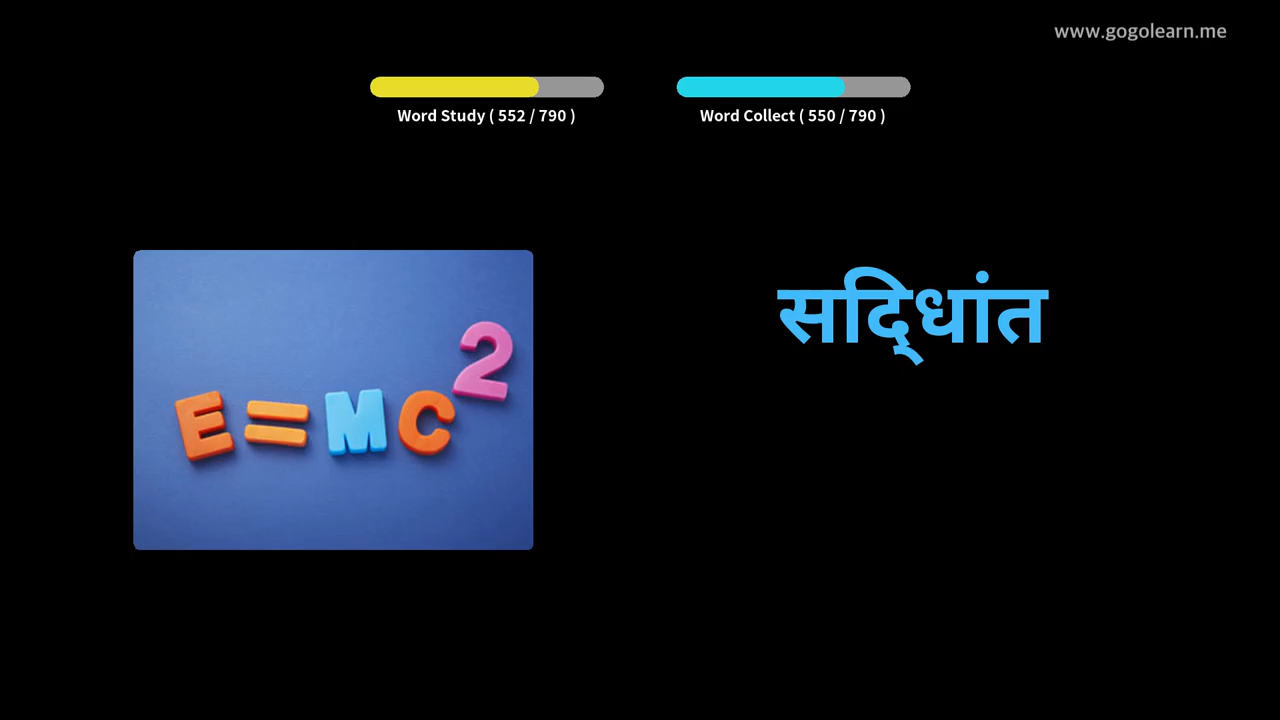 www.gogolearn.me
Word Study ( 552 / 790 )
Word Collect ( 550 / 790 )
E=MC²
सदि्धांत